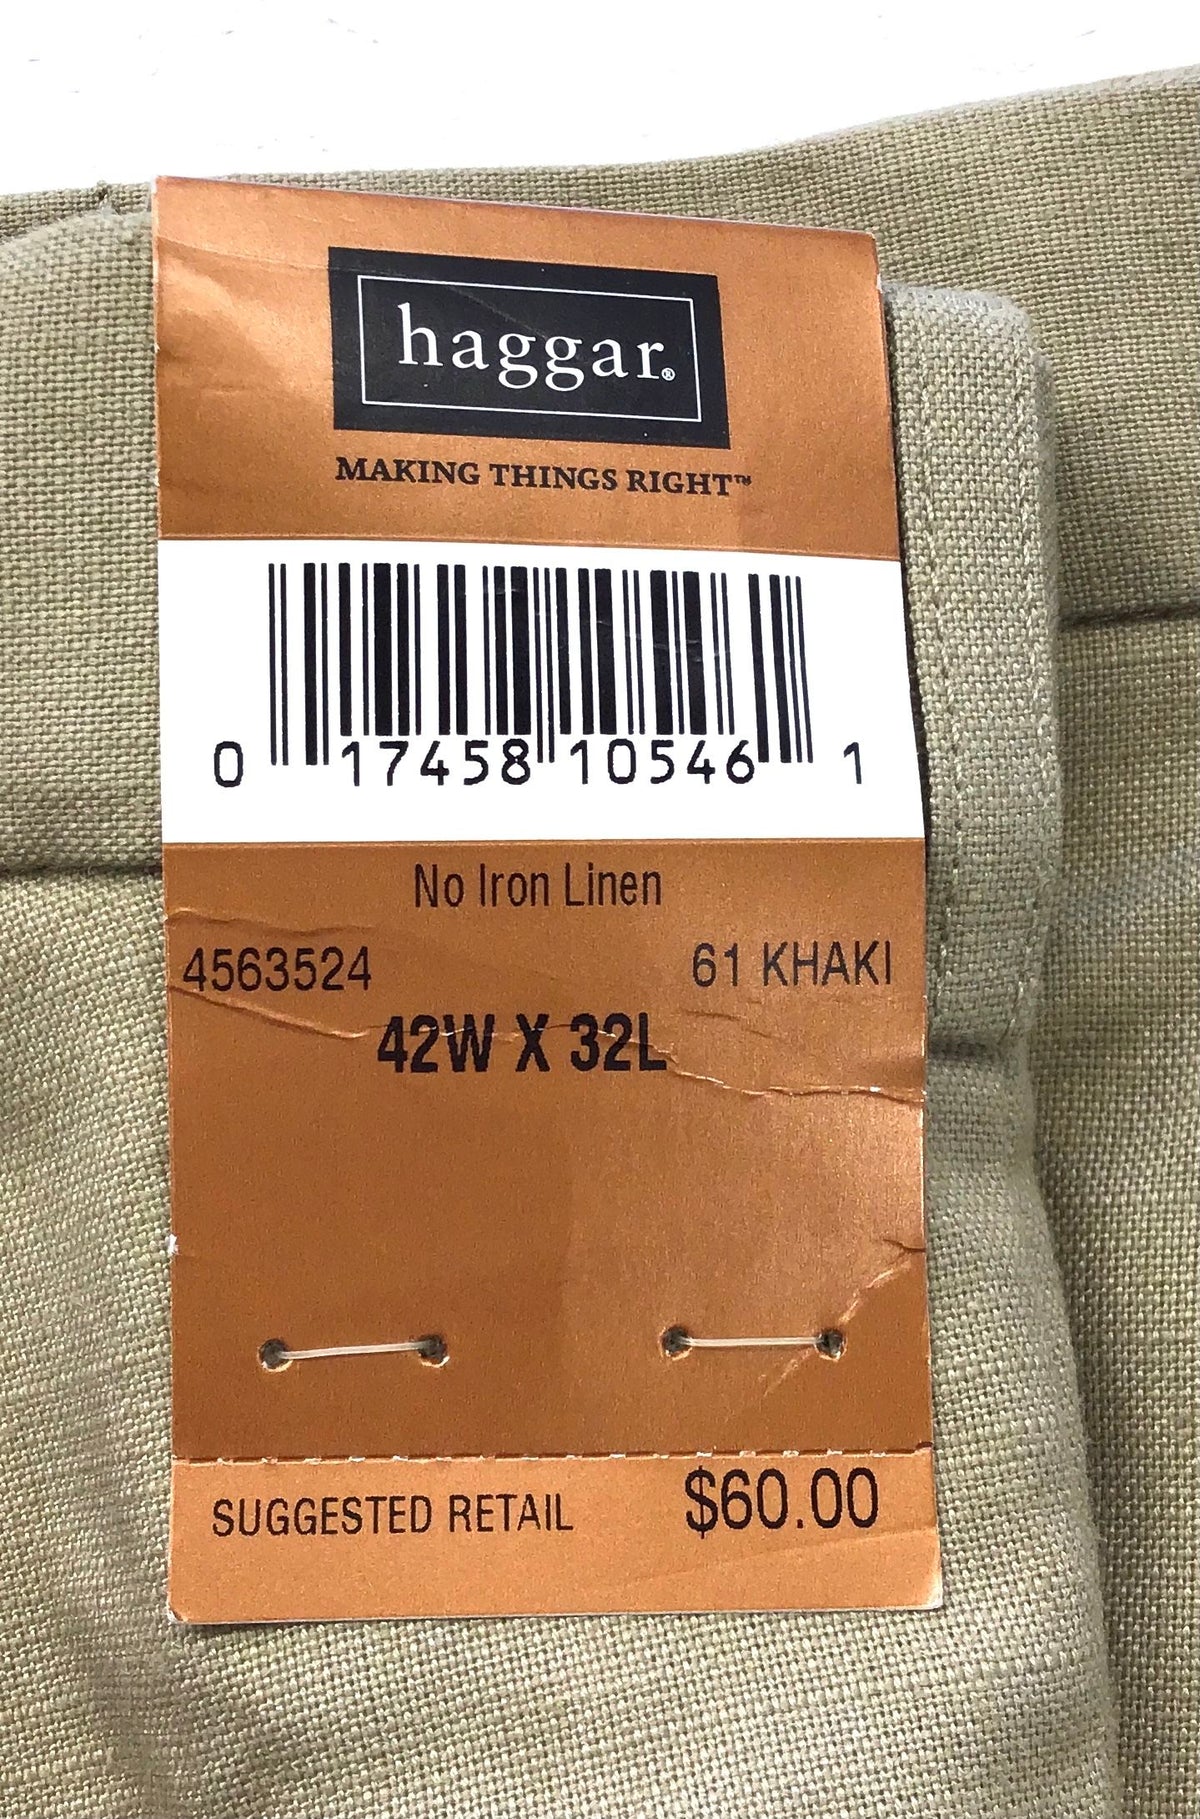 haggar®
MAKING THINGS RIGHT™
0 17458 10546 1
No Iron Linen
4563524 61 KHAKI
42W X 32L
SUGGESTED RETAIL $60.00